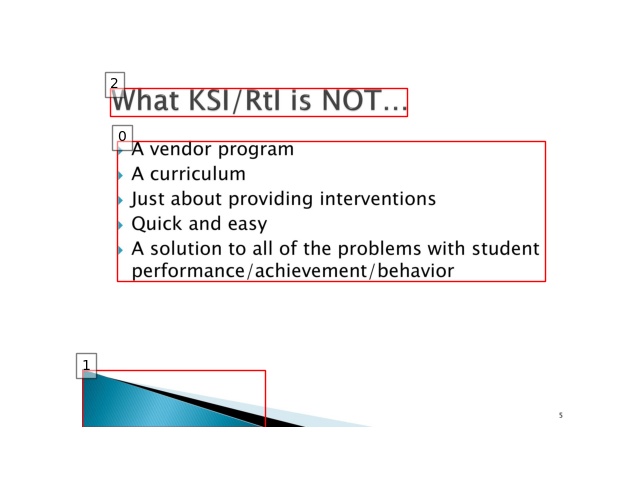 2
What KSI/RtI is NOT...
0
A vendor program
A curriculum
Just about providing interventions
Quick and easy
A solution to all of the problems with student
performance/achievement/behavior
1
5